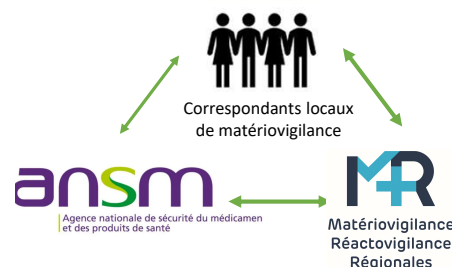 Correspondants locaux
de matériovigilance
ansm
Agence nationale de sécurité du médicamen
et des produits de santé
M+R
Matériovigilance
Réactovigilance
Régionales